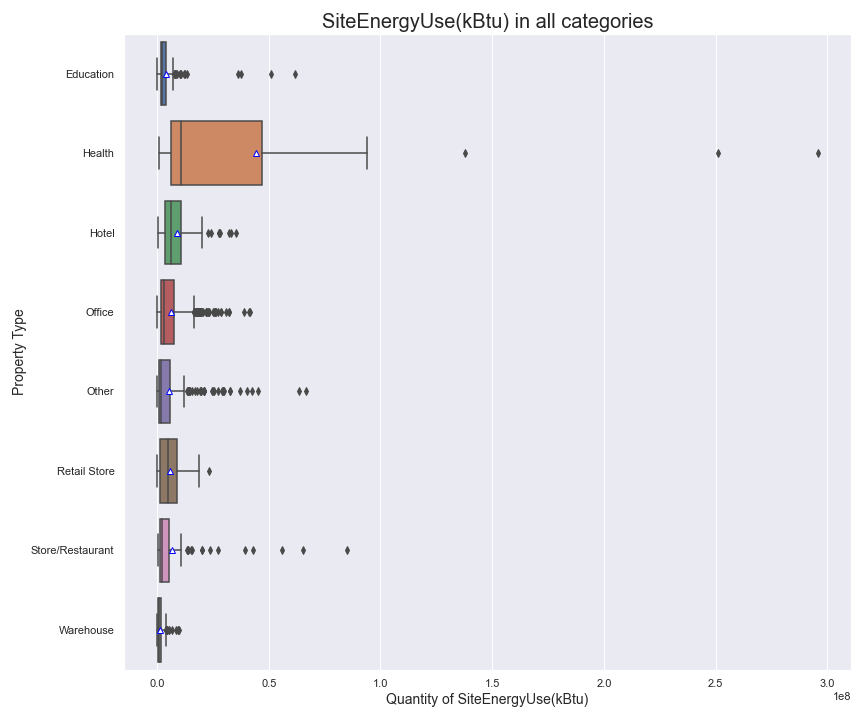 SiteEnergyUse(kBtu) in all categories
Property Type
Education
Health
Hotel
Office
Other
Retail Store
Store/Restaurant
Warehouse
0.0 0.5 1.0 1.5 2.0 2.5 3.0
1e8
Quantity of SiteEnergyUse(kBtu)